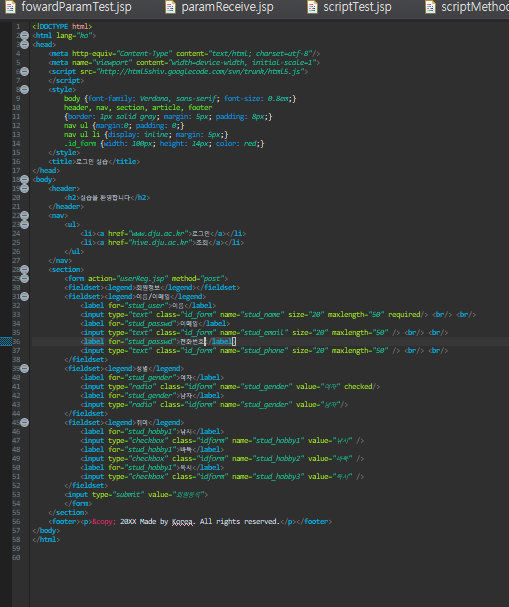 fowardParamTest.jsp paramReceive.jsp scriptTest.jsp scriptMethod
1 <!DOCTYPE html>
2 <html lang="ko">
3 <head>
4 <meta http-equiv="Content-Type" content="text/html; charset=utf-8"/>
5 <meta name="viewport" content="width=device-width, initial-scale=1">
6 <script src="http://html5shiv.googlecode.com/svn/trunk/html5.js">
7 </script>
8 <style>
9 body {font-family: Verdana, sans-serif; font-size: 0.8em;}
10 header, nav, section, article, footer
11 {border: 1px solid gray; margin: 5px; padding: 8px;}
12 nav ul {margin:0; padding: 0;}
13 nav ul li {display: inline; margin: 5px;}
14 .id_form {width: 100px; height: 14px; color: red;}
15 </style>
16 <title>로그인 실습</title>
17 </head>
18 <body>
19 <header>
20 <h2>실습을 환영합니다</h2>
21 </header>
22 <nav>
23 <ul>
24 <li><a href="www.dju.ac.kr">로그인</a></li>
25 <li><a href="hive.dju.ac.kr">조회</a></li>
26 </ul>
27 </nav>
28 <section>
29 <form action="userReg.jsp" method="post">
30 <fieldset><legend>회원정보</legend></fieldset>
31 <fieldset><legend>이름/이메일</legend>
32 <label for="stud_user">이름</label>
33 <input type="text" class="id_form" name="stud_name" size="20" maxlength="50" required/> <br/> <br/>
34 <label for="stud_passwd">이메일</label>
35 <input type="text" class="id_form" name="stud_email" size="20" maxlength="50" /> <br/> <br/>
36 <label for="stud_passwd">전화번호</label>
37 <input type="text" class="id_form" name="stud_phone" size="20" maxlength="50" /> <br/> <br/>
38 </fieldset>
39 <fieldset><legend>성별</legend>
40 <label for="stud_gender">여자</label>
41 <input type="radio" class="idform" name="stud_gender" value="여자" checked/>
42 <label for="stud_gender">남자</label>
43 <input type="radio" class="idform" name="stud_gender" value="남자"/>
44 </fieldset>
45 <fieldset><legend>취미</legend>
46 <label for="stud_hobby1">낚시</label>
47 <input type="checkbox" class="idform" name="stud_hobby1" value="낚시" />
48 <label for="stud_hobby1">바둑</label>
49 <input type="checkbox" class="idform" name="stud_hobby2" value="바둑" />
50 <label for="stud_hobby1">독서</label>
51 <input type="checkbox" class="idform" name="stud_hobby3" value="독서" />
52 </fieldset>
53 <input type="submit" value="회원등록">
54 </form>
55 </section>
56 <footer><p>&copy; 20XX Made by Korea. All rights reserved.</p></footer>
57 </body>
58 </html>
59
60